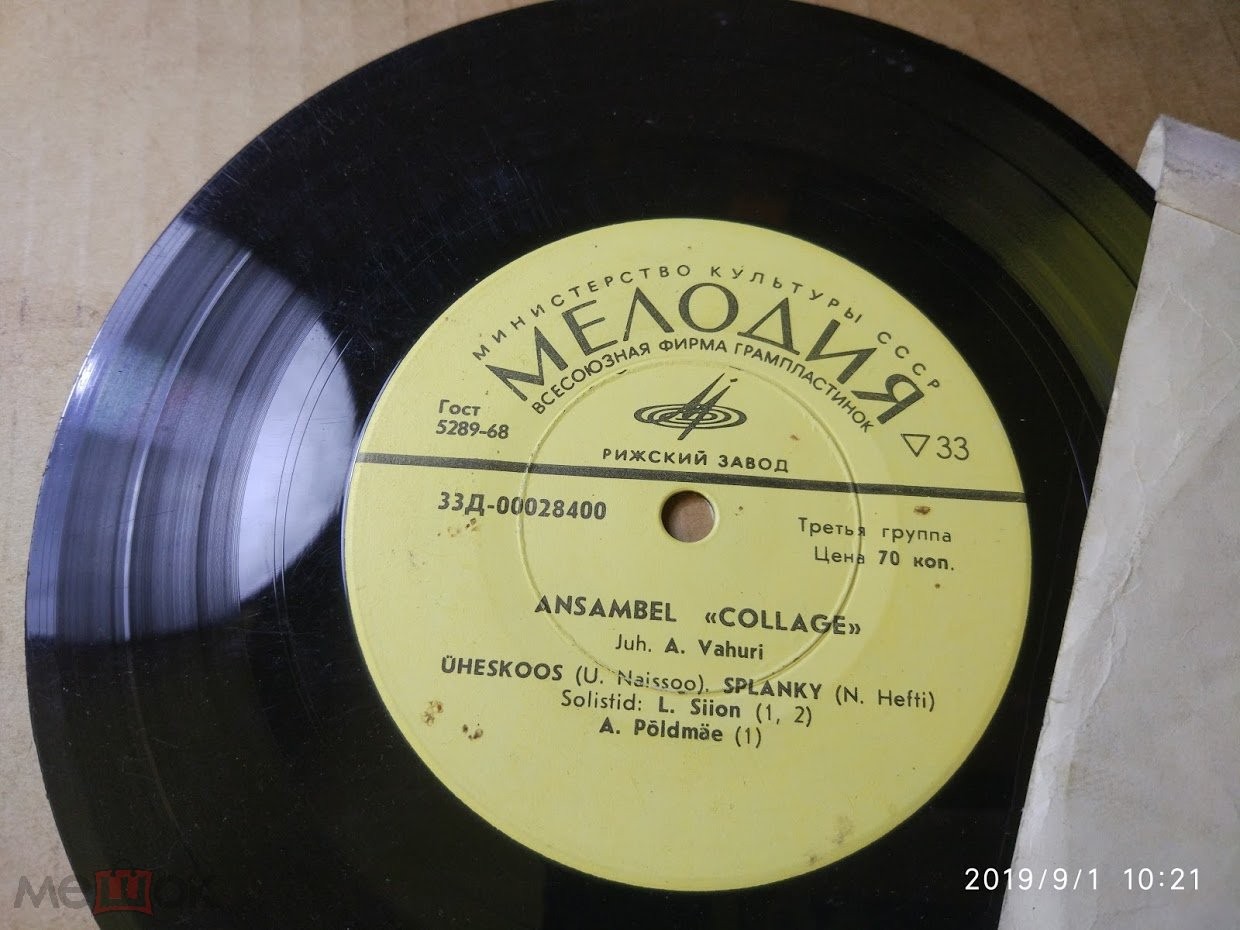 МИНИСТЕРСТВО КУЛЬТУРЫ СССР
МЕЛОДИЯ
ВСЕСОЮЗНАЯ ФИРМА ГРАМПЛАСТИНОК
Гост
5289-68
▽33
РИЖСКИЙ ЗАВОД
33Д-00028400
Третья группа
Цена 70 коп.
ANSAMBEL «COLLAGE»
Juh. A. Vahuri
ÜHESKOOS (U. Naissoo), SPLANKY (N. Hefti)
Solistid: L. Siion (1, 2)
A. Põldmäe (1)
2019/9/1 10:21
мешок